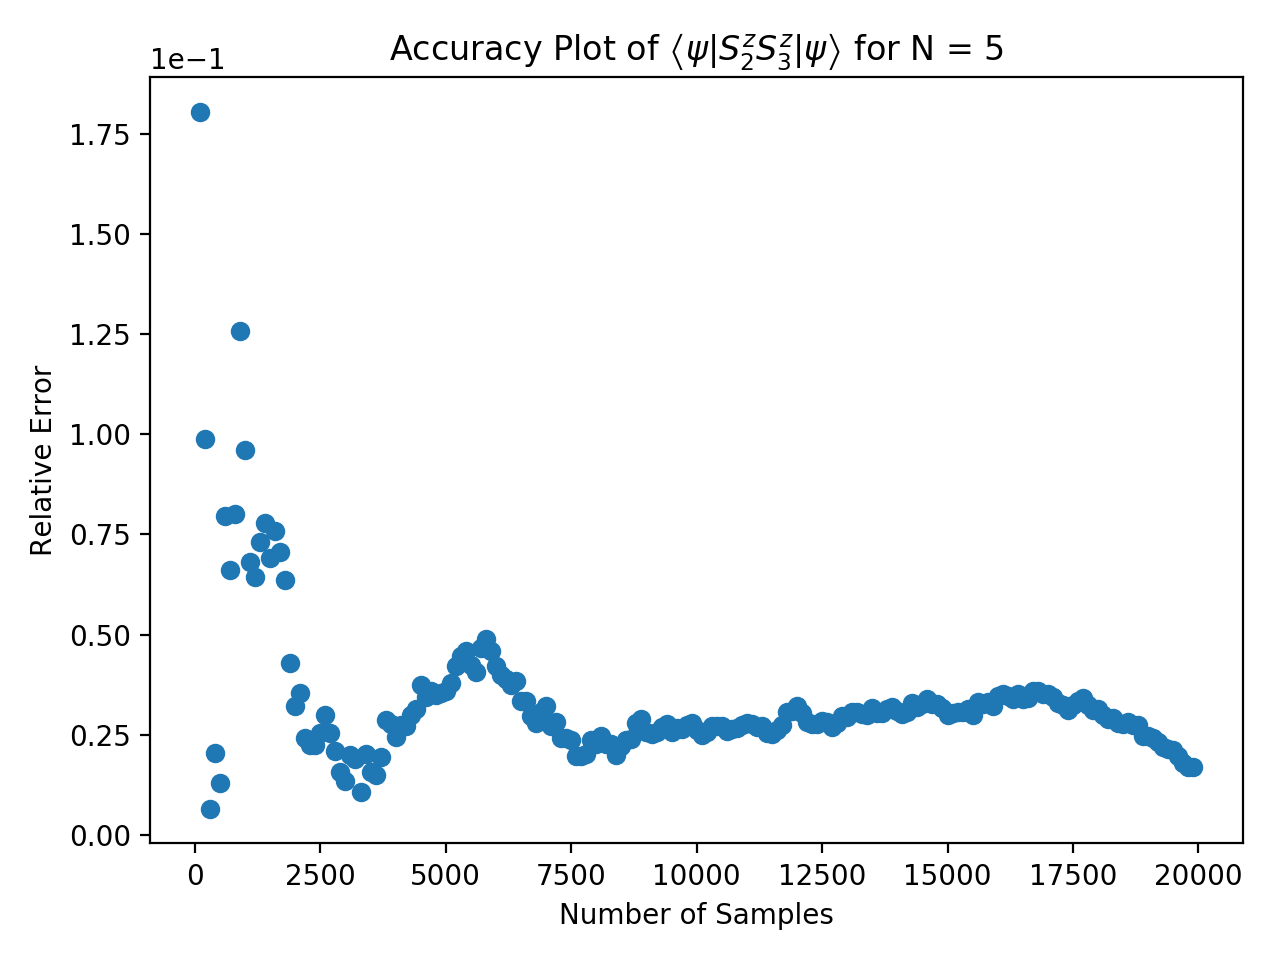 Accuracy Plot of ⟨ψ|S₂ᶻS₃ᶻ|ψ⟩ for N = 5
1e−1
1.75
1.50
1.25
1.00
0.75
0.50
0.25
0.00
Relative Error
0 2500 5000 7500 10000 12500 15000 17500 20000
Number of Samples